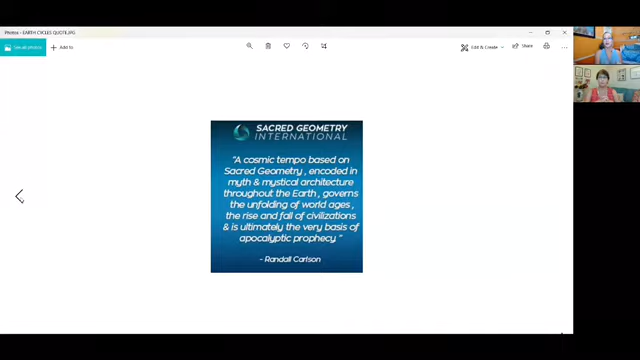 Photos - EARTH CYCLES QUOTE.JPG
See all photos
Add to
Edit & Create
Share
SACRED GEOMETRY
INTERNATIONAL
"A cosmic tempo based on
Sacred Geometry, encoded in
myth & mystical architecture
throughout the Earth, governs
the unfolding of world ages,
the rise and fall of civilizations
& is ultimately the very basis of
apocalyptic prophecy"
- Randall Carlson